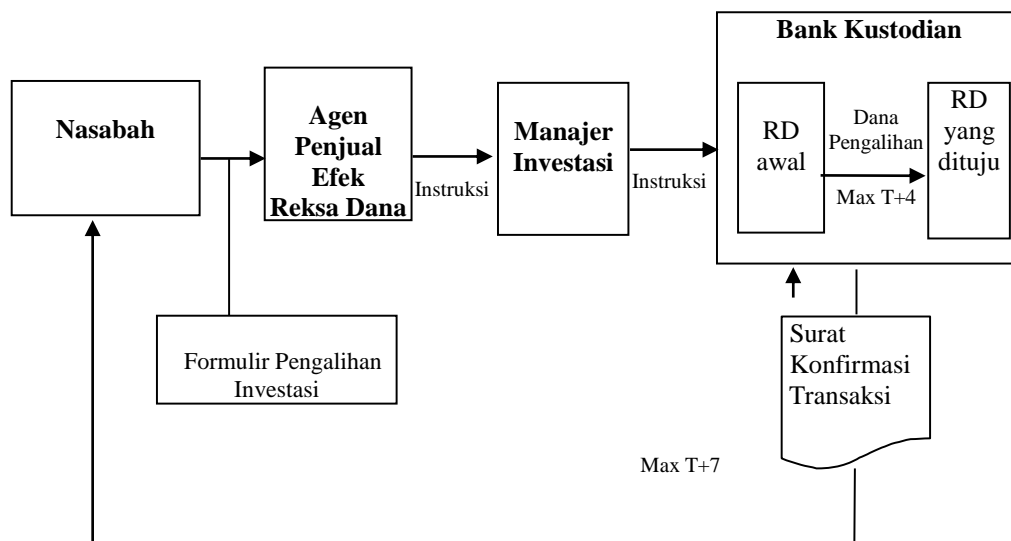 Bank Kustodian
Nasabah
Agen
Penjual
Efek
Reksa Dana
Instruksi
Manajer
Investasi
Instruksi
RD
awal
Dana
Pengalihan
Max T+4
RD
yang
dituju
Formulir Pengalihan
Investasi
Surat
Konfirmasi
Transaksi
Max T+7